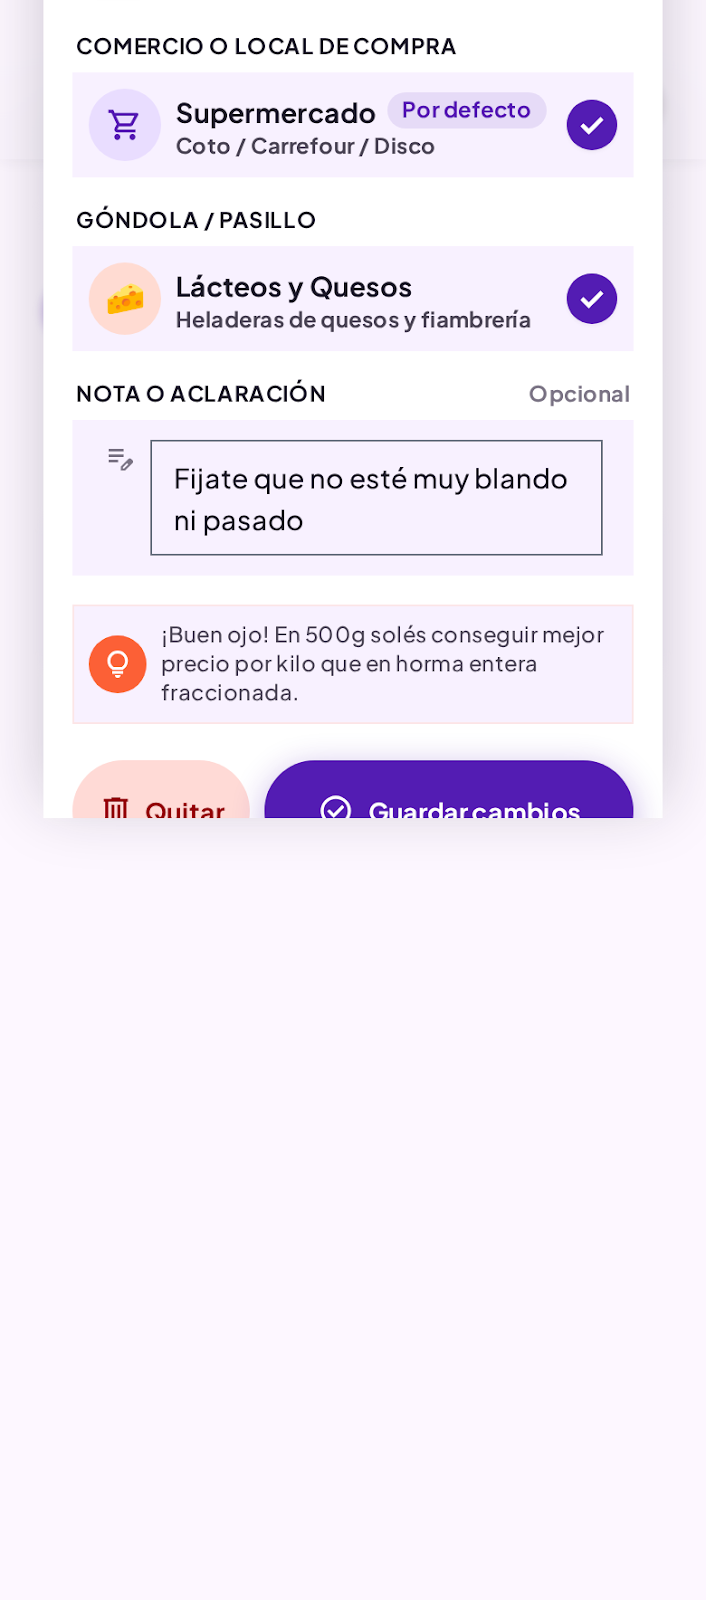 COMERCIO O LOCAL DE COMPRA
Supermercado Por defecto
Coto / Carrefour / Disco
GÓNDOLA / PASILLO
Lácteos y Quesos
Heladeras de quesos y fiambrería
NOTA O ACLARACIÓN Opcional
Fijate que no esté muy blando
ni pasado
¡Buen ojo! En 500g solés conseguir mejor
precio por kilo que en horma entera
fraccionada.
Quitar Guardar cambios